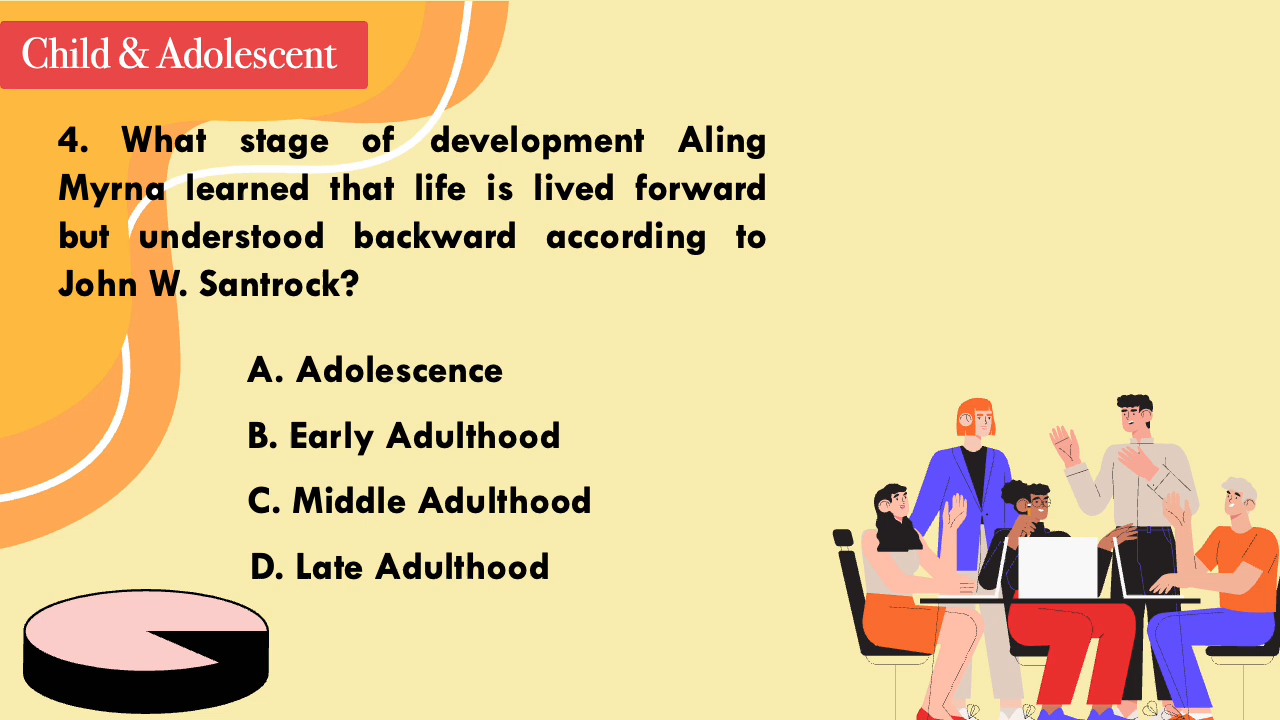 Child & Adolescent
4. What stage of development Aling
Myrna learned that life is lived forward
but understood backward according to
John W. Santrock?
A. Adolescence
B. Early Adulthood
C. Middle Adulthood
D. Late Adulthood